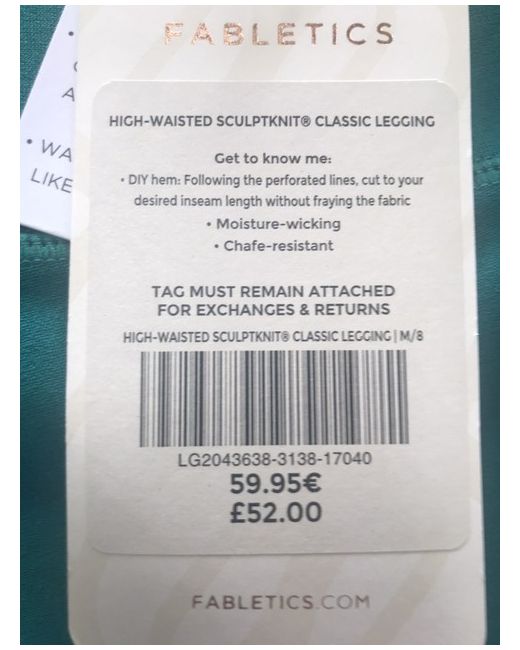 FABLETICS
HIGH-WAISTED SCULPTKNIT® CLASSIC LEGGING
Get to know me:
• DIY hem: Following the perforated lines, cut to your
desired inseam length without fraying the fabric
• Moisture-wicking
• Chafe-resistant
TAG MUST REMAIN ATTACHED
FOR EXCHANGES & RETURNS
HIGH-WAISTED SCULPTKNIT® CLASSIC LEGGING | M/8
LG2043638-3138-17040
59.95€
£52.00
FABLETICS.COM
• WA
LIKE